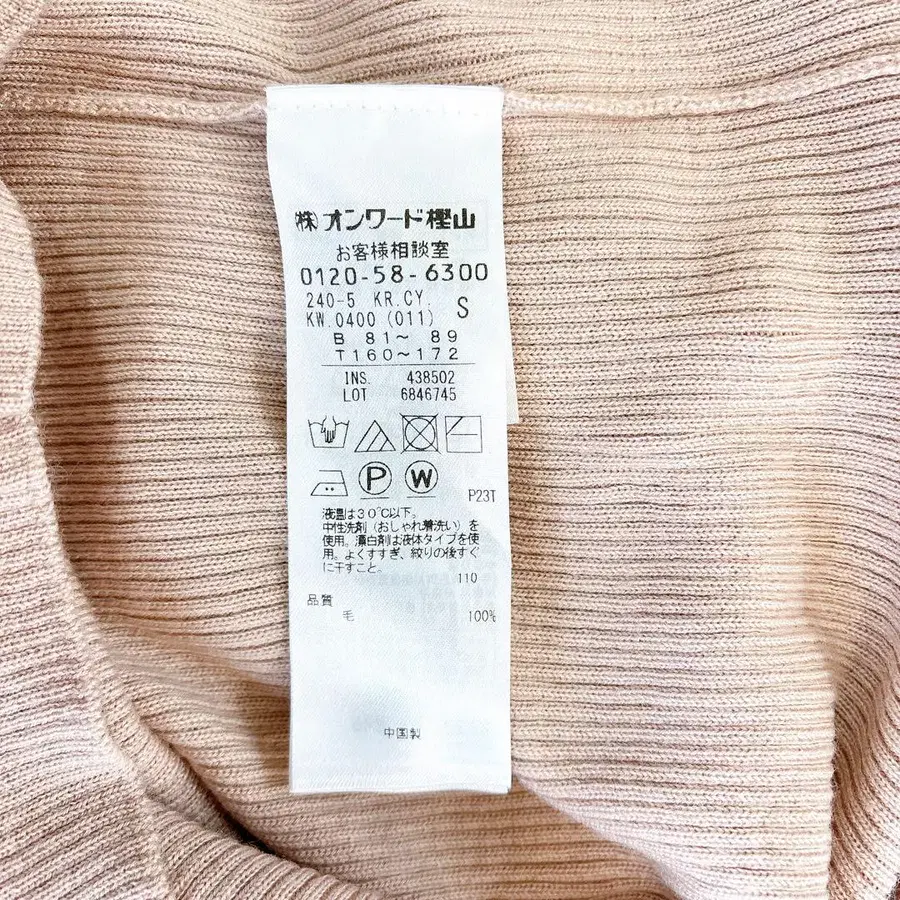 ㈱オンワード樫山
お客様相談室
0120-58-6300
240-5 KR.CY. S
KW.0400 (011)
B 81～ 89
T160～172
INS. 438502
LOT 6846745
P W
P23T
液温は30℃以下。
中性洗剤（おしゃれ着洗い）を
使用。漂白剤は液体タイプを使
用。よくすすぎ、絞りの後すぐ
に干すこと。
110
品質
毛 100%
中国製